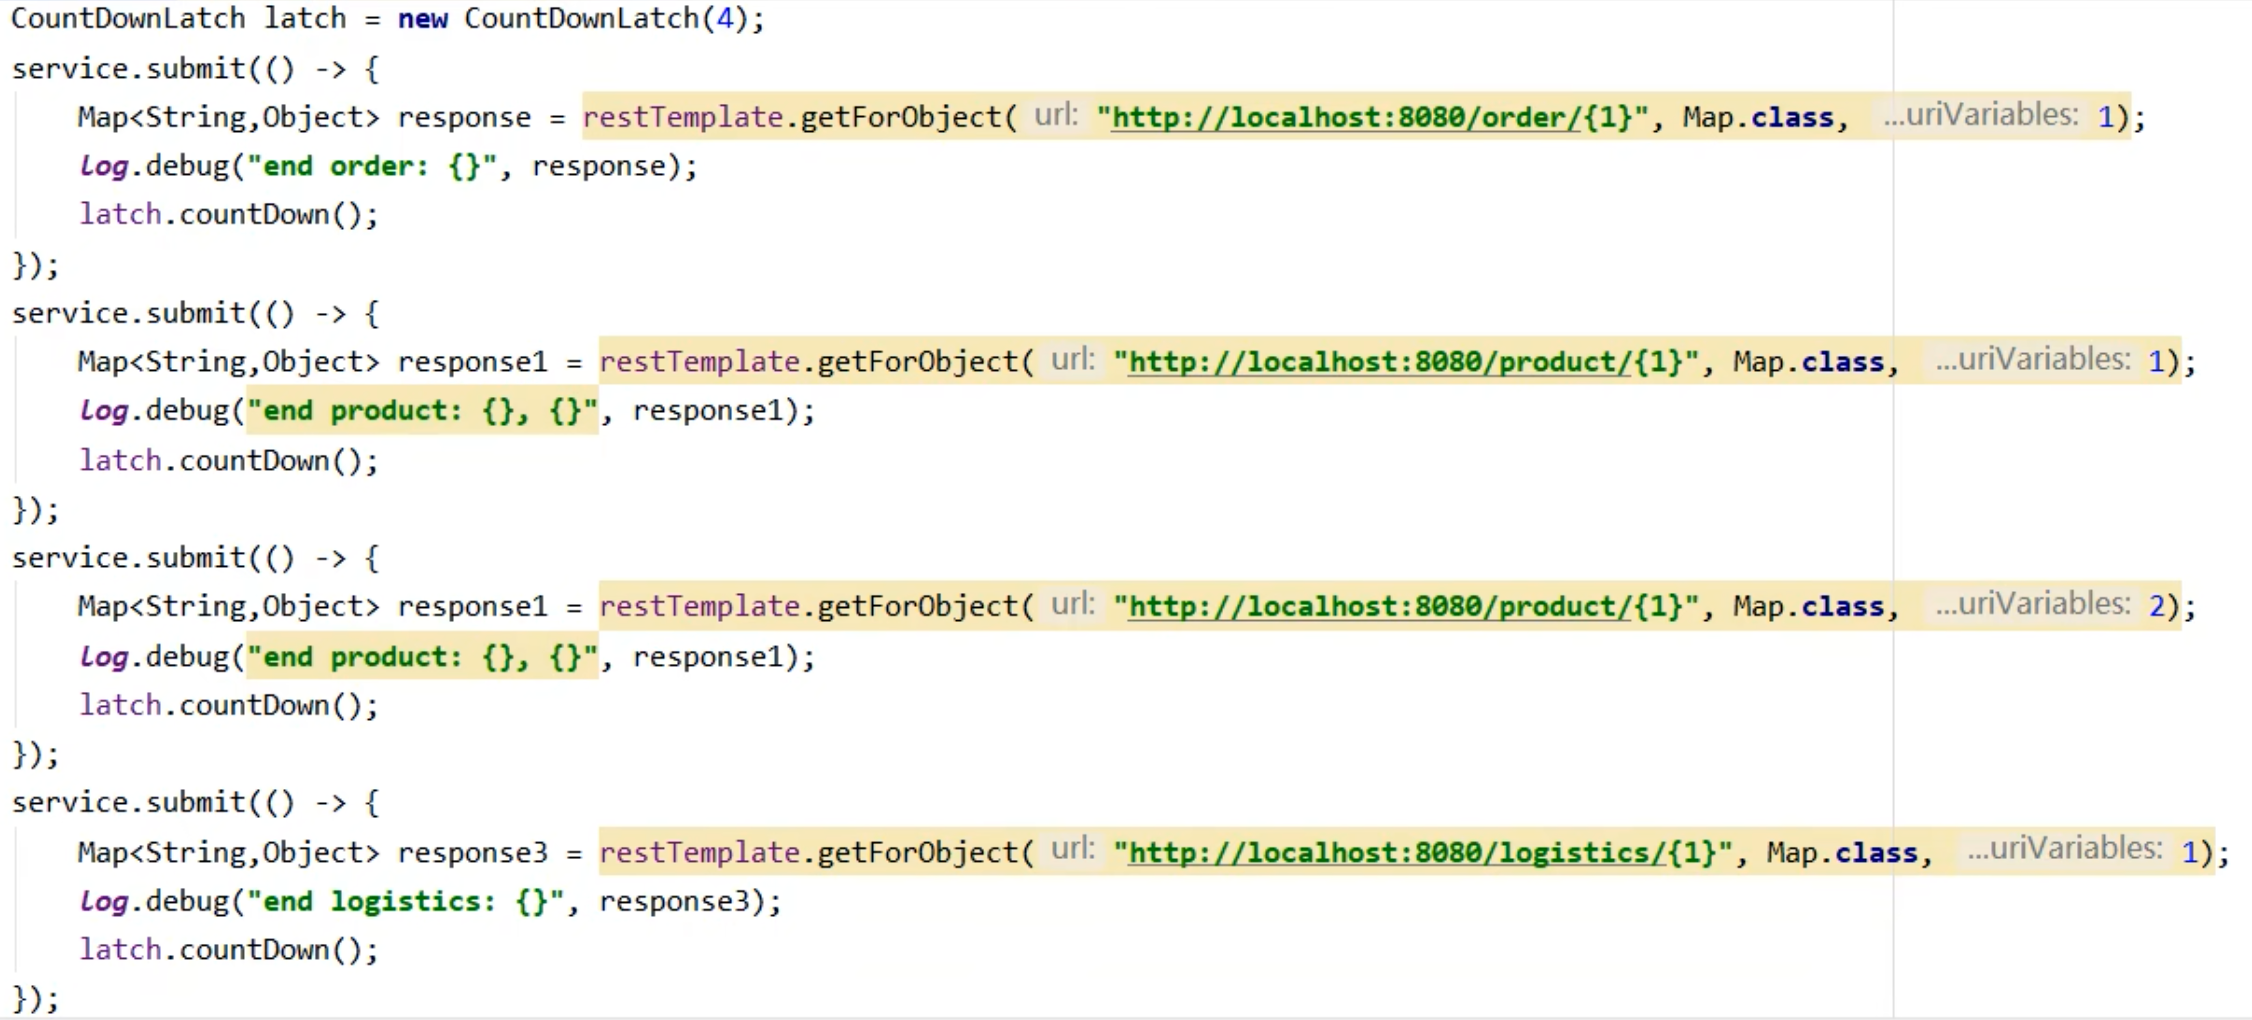 CountDownLatch latch = new CountDownLatch(4);
service.submit(() -> {
    Map<String,Object> response = restTemplate.getForObject( url: "http://localhost:8080/order/{1}", Map.class, ...uriVariables: 1);
    log.debug("end order: {}", response);
    latch.countDown();
});
service.submit(() -> {
    Map<String,Object> response1 = restTemplate.getForObject( url: "http://localhost:8080/product/{1}", Map.class, ...uriVariables: 1);
    log.debug("end product: {}, {}", response1);
    latch.countDown();
});
service.submit(() -> {
    Map<String,Object> response1 = restTemplate.getForObject( url: "http://localhost:8080/product/{1}", Map.class, ...uriVariables: 2);
    log.debug("end product: {}, {}", response1);
    latch.countDown();
});
service.submit(() -> {
    Map<String,Object> response3 = restTemplate.getForObject( url: "http://localhost:8080/logistics/{1}", Map.class, ...uriVariables: 1);
    log.debug("end logistics: {}", response3);
    latch.countDown();
});